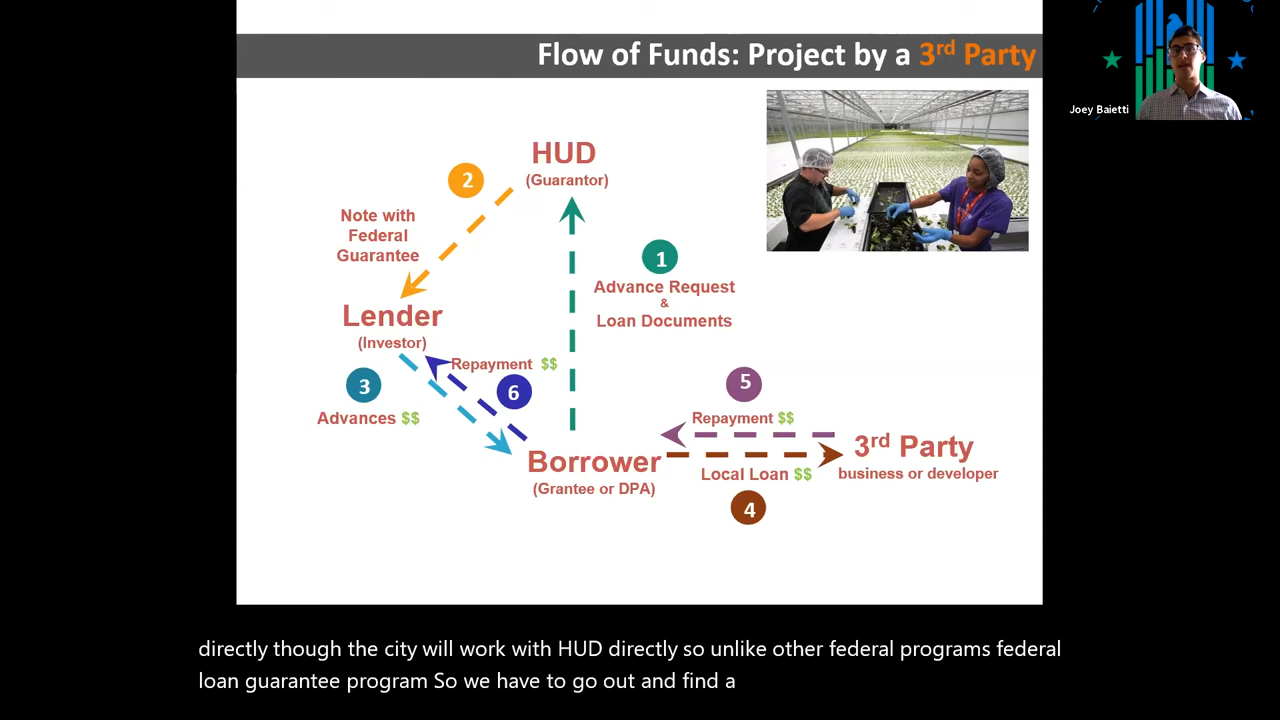 Flow of Funds: Project by a 3rd Party
Joey Baietti
HUD
(Guarantor)
2
Note with
Federal
Guarantee
1
Advance Request
&
Loan Documents
Lender
(Investor)
Repayment $$
3
6
5
Advances $$
Repayment $$
3rd Party
business or developer
Borrower
(Grantee or DPA)
Local Loan $$
4
directly though the city will work with HUD directly so unlike other federal programs federal
loan guarantee program So we have to go out and find a